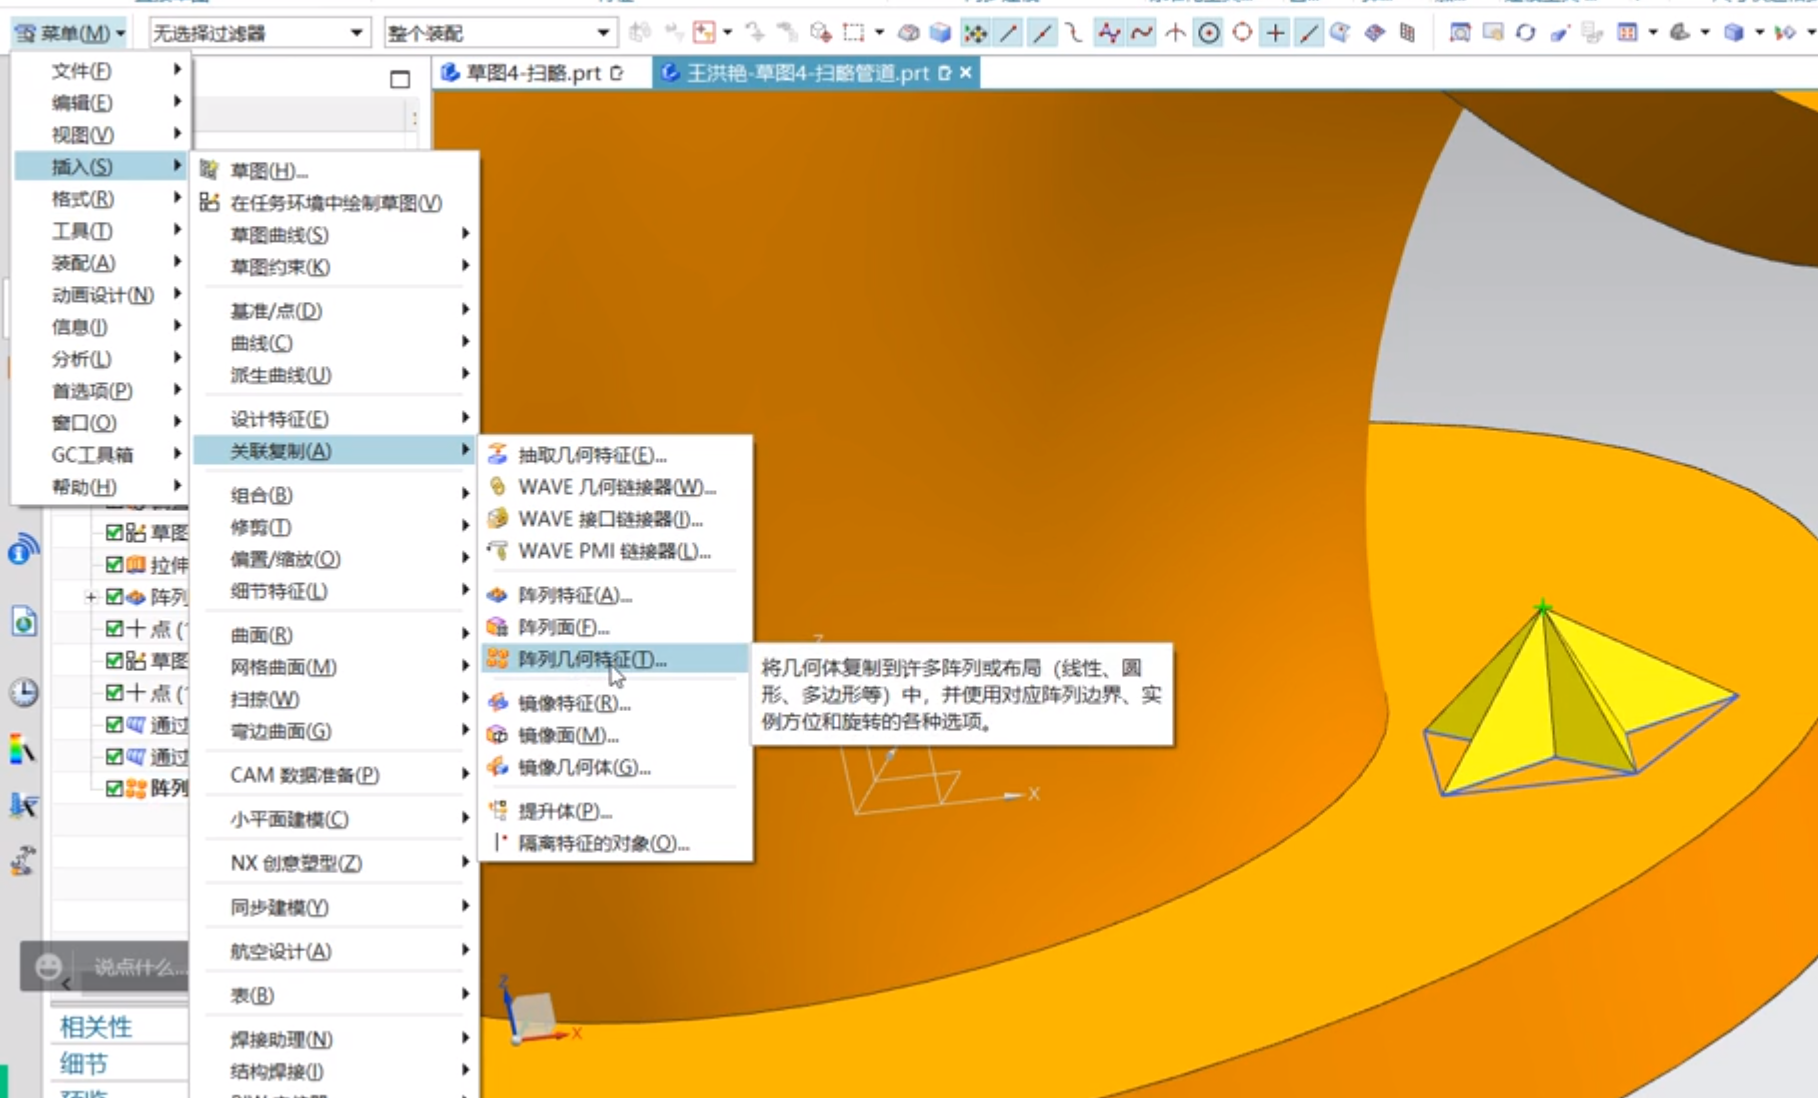 菜单(M)
无选择过滤器
整个装配
草图4-扫略.prt
王洪艳-草图4-扫略管道.prt
文件(F)
编辑(E)
视图(V)
插入(S)
格式(R)
工具(T)
装配(A)
动画设计(N)
信息(I)
分析(L)
首选项(P)
窗口(O)
GC工具箱
帮助(H)
草图
拉伸
阵列
点 (
草图
点 (
通过
通过
阵列
说点什么...
相关性
细节
草图(H)...
在任务环境中绘制草图(V)
草图曲线(S)
草图约束(K)
基准/点(D)
曲线(C)
派生曲线(U)
设计特征(E)
关联复制(A)
组合(B)
修剪(T)
偏置/缩放(O)
细节特征(L)
曲面(R)
网格曲面(M)
扫掠(W)
弯边曲面(G)
CAM 数据准备(P)
小平面建模(C)
NX 创意塑型(Z)
同步建模(Y)
航空设计(A)
表(B)
焊接助理(N)
结构焊接(I)
抽取几何特征(E)...
WAVE 几何链接器(W)...
WAVE 接口链接器(I)...
WAVE PMI 链接器(L)...
阵列特征(A)...
阵列面(F)...
阵列几何特征(T)...
镜像特征(R)...
镜像面(M)...
镜像几何体(G)...
提升体(P)...
隔离特征的对象(O)...
将几何体复制到许多阵列或布局（线性、圆
形、多边形等）中，并使用对应阵列边界、实
例方位和旋转的各种选项。
Z
X
Z
X